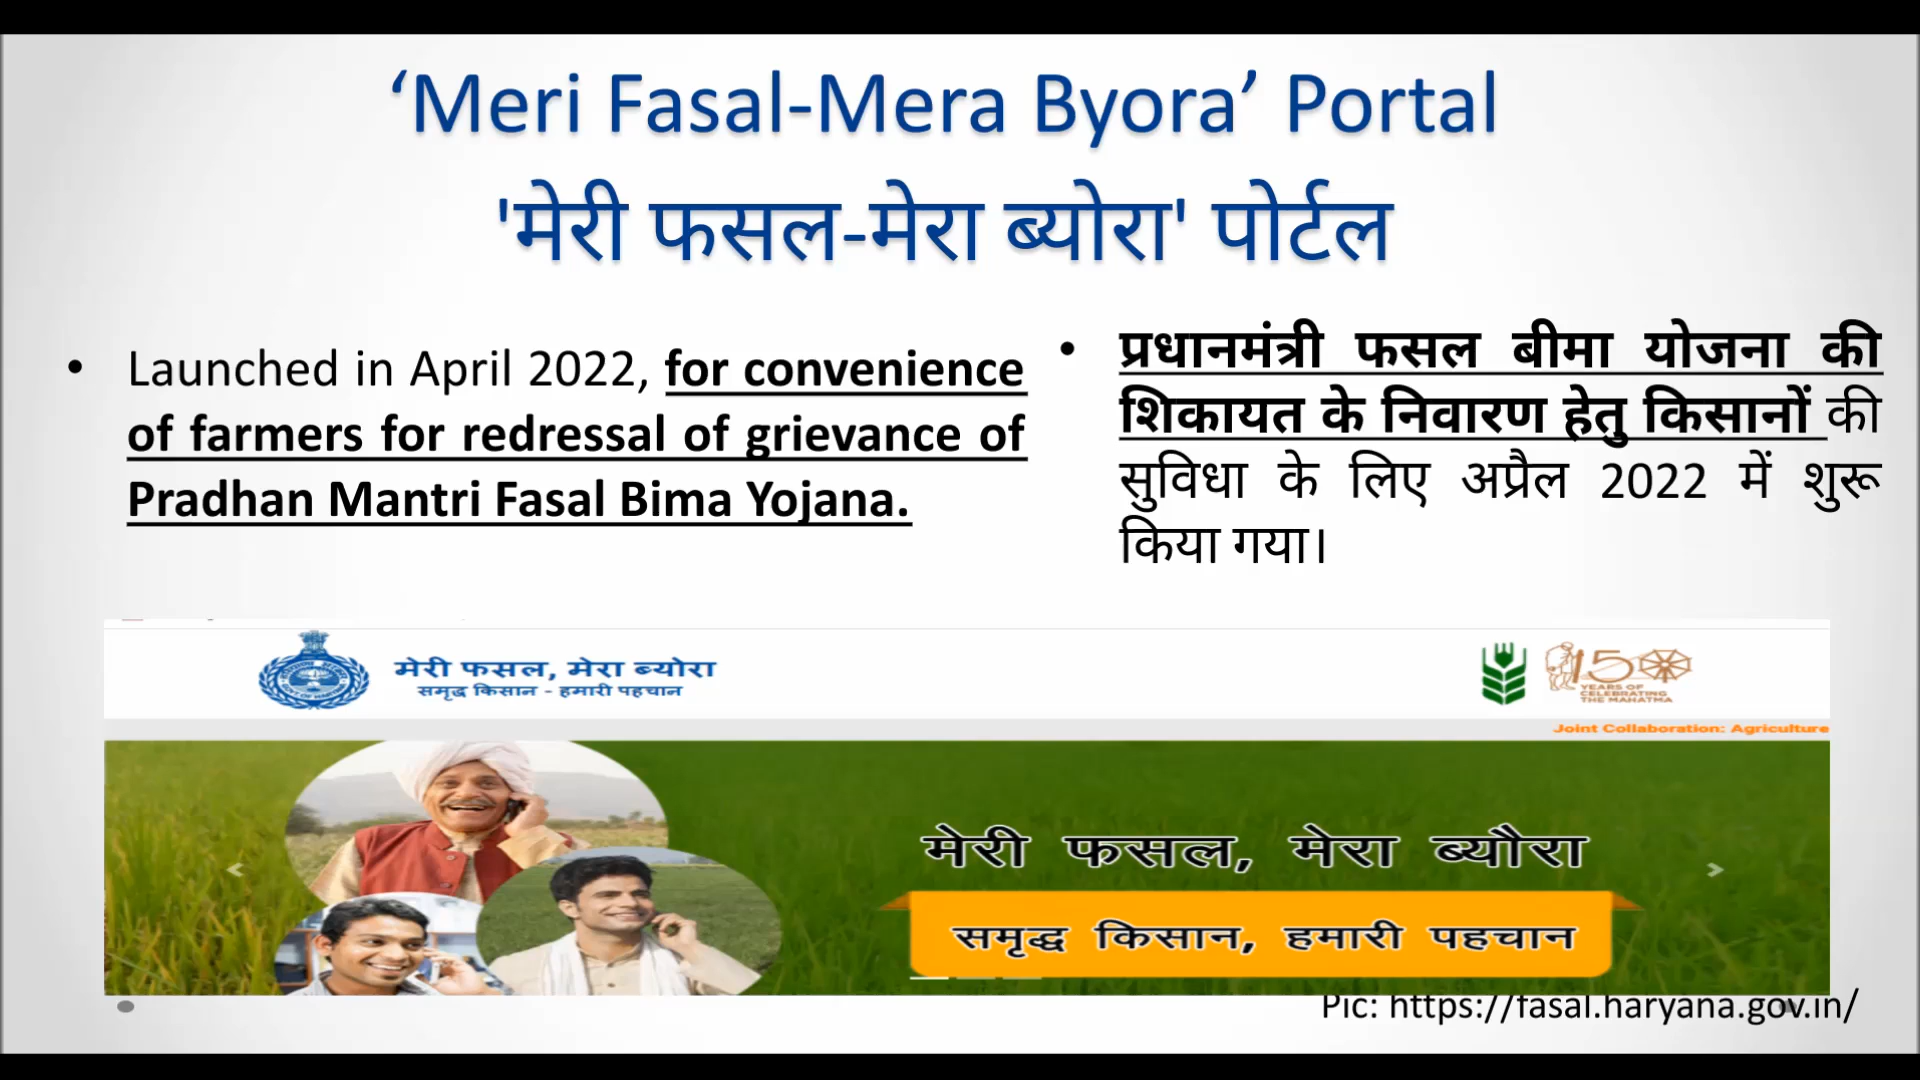 ‘Meri Fasal-Mera Byora’ Portal
'मेरी फसल-मेरा ब्योरा' पोर्टल
• Launched in April 2022, for convenience
of farmers for redressal of grievance of
Pradhan Mantri Fasal Bima Yojana.
• प्रधानमंत्री फसल बीमा योजना की
शिकायत के निवारण हेतु किसानों की
सुविधा के लिए अप्रैल 2022 में शुरू
किया गया।
मेरी फसल, मेरा ब्योरा
समृद्ध किसान - हमारी पहचान
150
YEARS OF
CELEBRATING
THE MAHATMA
Joint Collaboration: Agriculture
मेरी फसल, मेरा ब्यौरा
समृद्ध किसान, हमारी पहचान
Pic: https://fasal.haryana.gov.in/